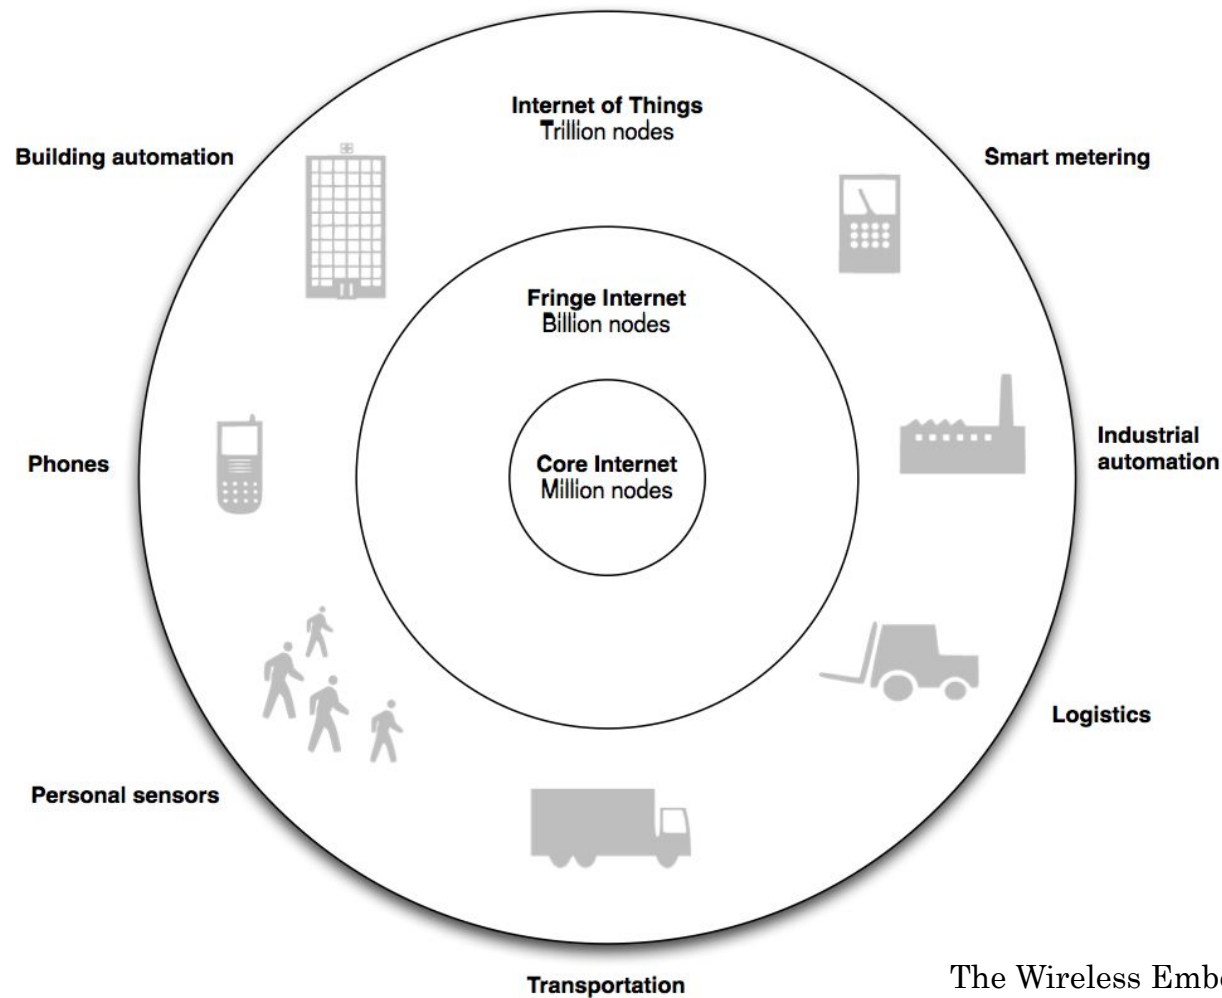 Internet of Things
Trillion nodes
Building automation
Smart metering
Fringe Internet
Billion nodes
Core Internet
Million nodes
Phones
Industrial
automation
Logistics
Personal sensors
Transportation
The Wireless Embe